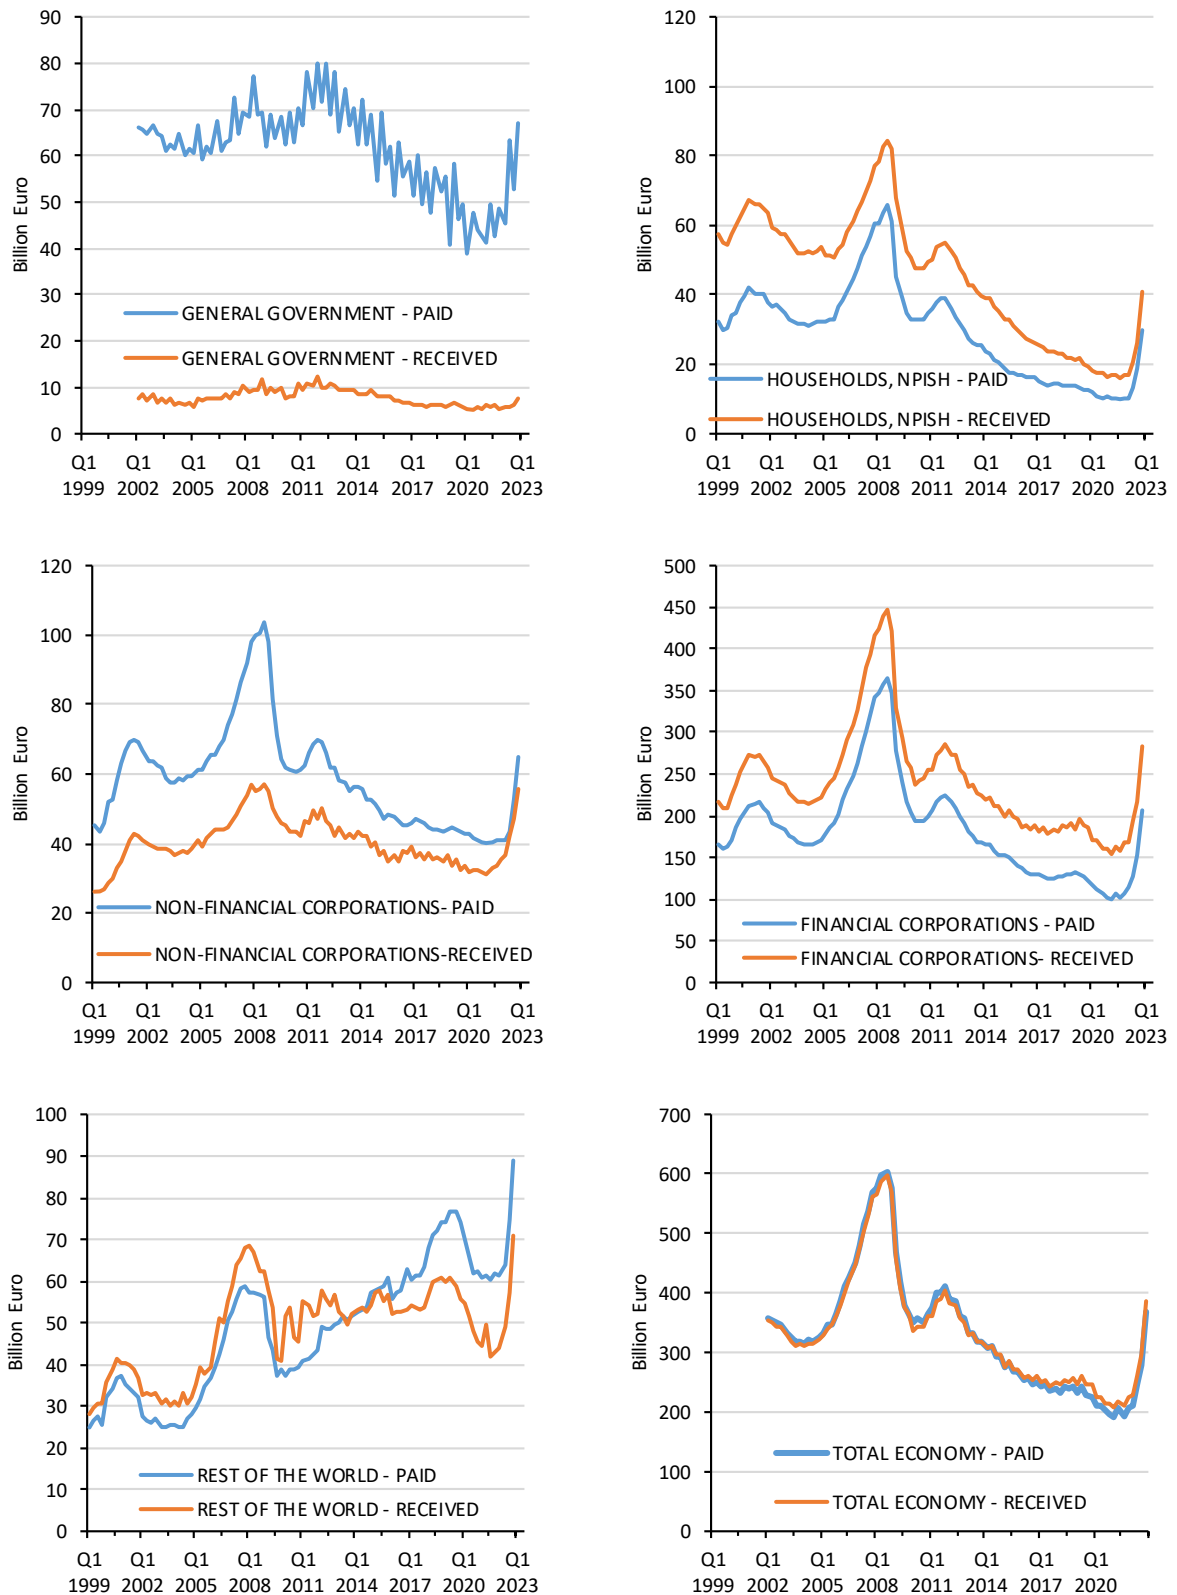 90
80
70
60
50
40
30
20
10
0
Billion Euro
GENERAL GOVERNMENT - PAID
GENERAL GOVERNMENT - RECEIVED
Q1 Q1 Q1 Q1 Q1 Q1 Q1 Q1 Q1
1999 2002 2005 2008 2011 2014 2017 2020 2023
120
100
80
60
40
20
0
Billion Euro
HOUSEHOLDS, NPISH - PAID
HOUSEHOLDS, NPISH - RECEIVED
Q1 Q1 Q1 Q1 Q1 Q1 Q1 Q1 Q1
1999 2002 2005 2008 2011 2014 2017 2020 2023
120
100
80
60
40
20
0
Billion Euro
NON-FINANCIAL CORPORATIONS- PAID
NON-FINANCIAL CORPORATIONS-RECEIVED
Q1 Q1 Q1 Q1 Q1 Q1 Q1 Q1 Q1
1999 2002 2005 2008 2011 2014 2017 2020 2023
500
450
400
350
300
250
200
150
100
50
0
Billion Euro
FINANCIAL CORPORATIONS - PAID
FINANCIAL CORPORATIONS- RECEIVED
Q1 Q1 Q1 Q1 Q1 Q1 Q1 Q1 Q1
1999 2002 2005 2008 2011 2014 2017 2020 2023
100
90
80
70
60
50
40
30
20
10
0
Billion Euro
REST OF THE WORLD - PAID
REST OF THE WORLD - RECEIVED
Q1 Q1 Q1 Q1 Q1 Q1 Q1 Q1 Q1
1999 2002 2005 2008 2011 2014 2017 2020 2023
700
600
500
400
300
200
100
0
Billion Euro
TOTAL ECONOMY - PAID
TOTAL ECONOMY - RECEIVED
Q1 Q1 Q1 Q1 Q1 Q1 Q1 Q1
1999 2002 2005 2008 2011 2014 2017 2020